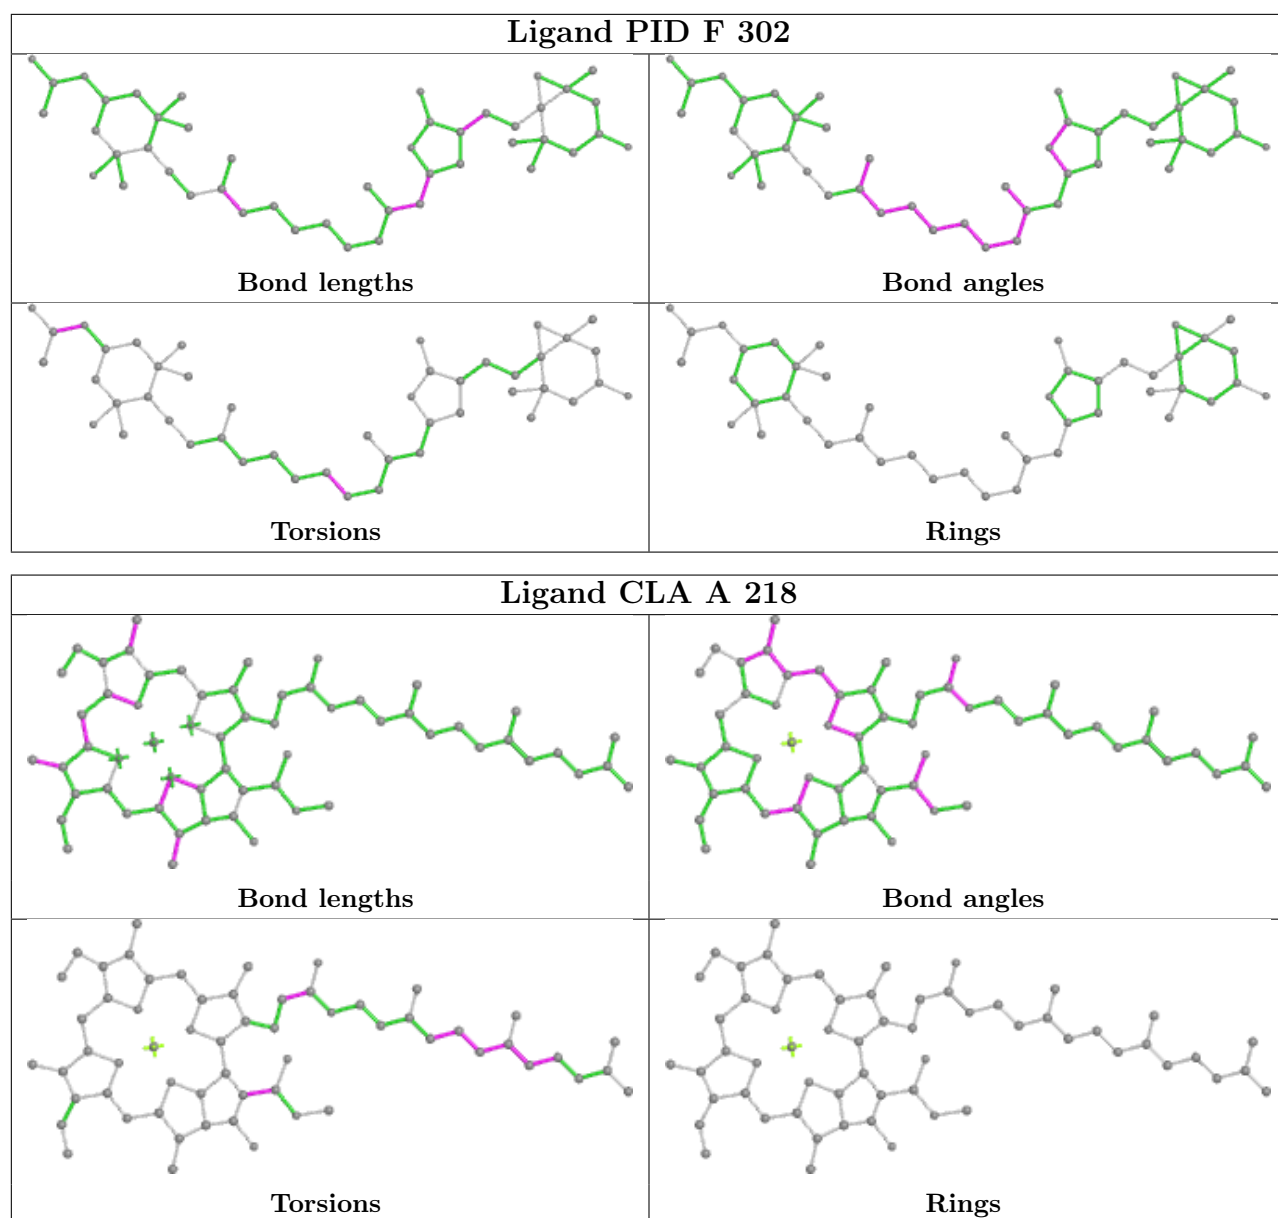 Ligand PID F 302
Bond lengths
Bond angles
Torsions
Rings
Ligand CLA A 218
Bond lengths
Bond angles
Torsions
Rings